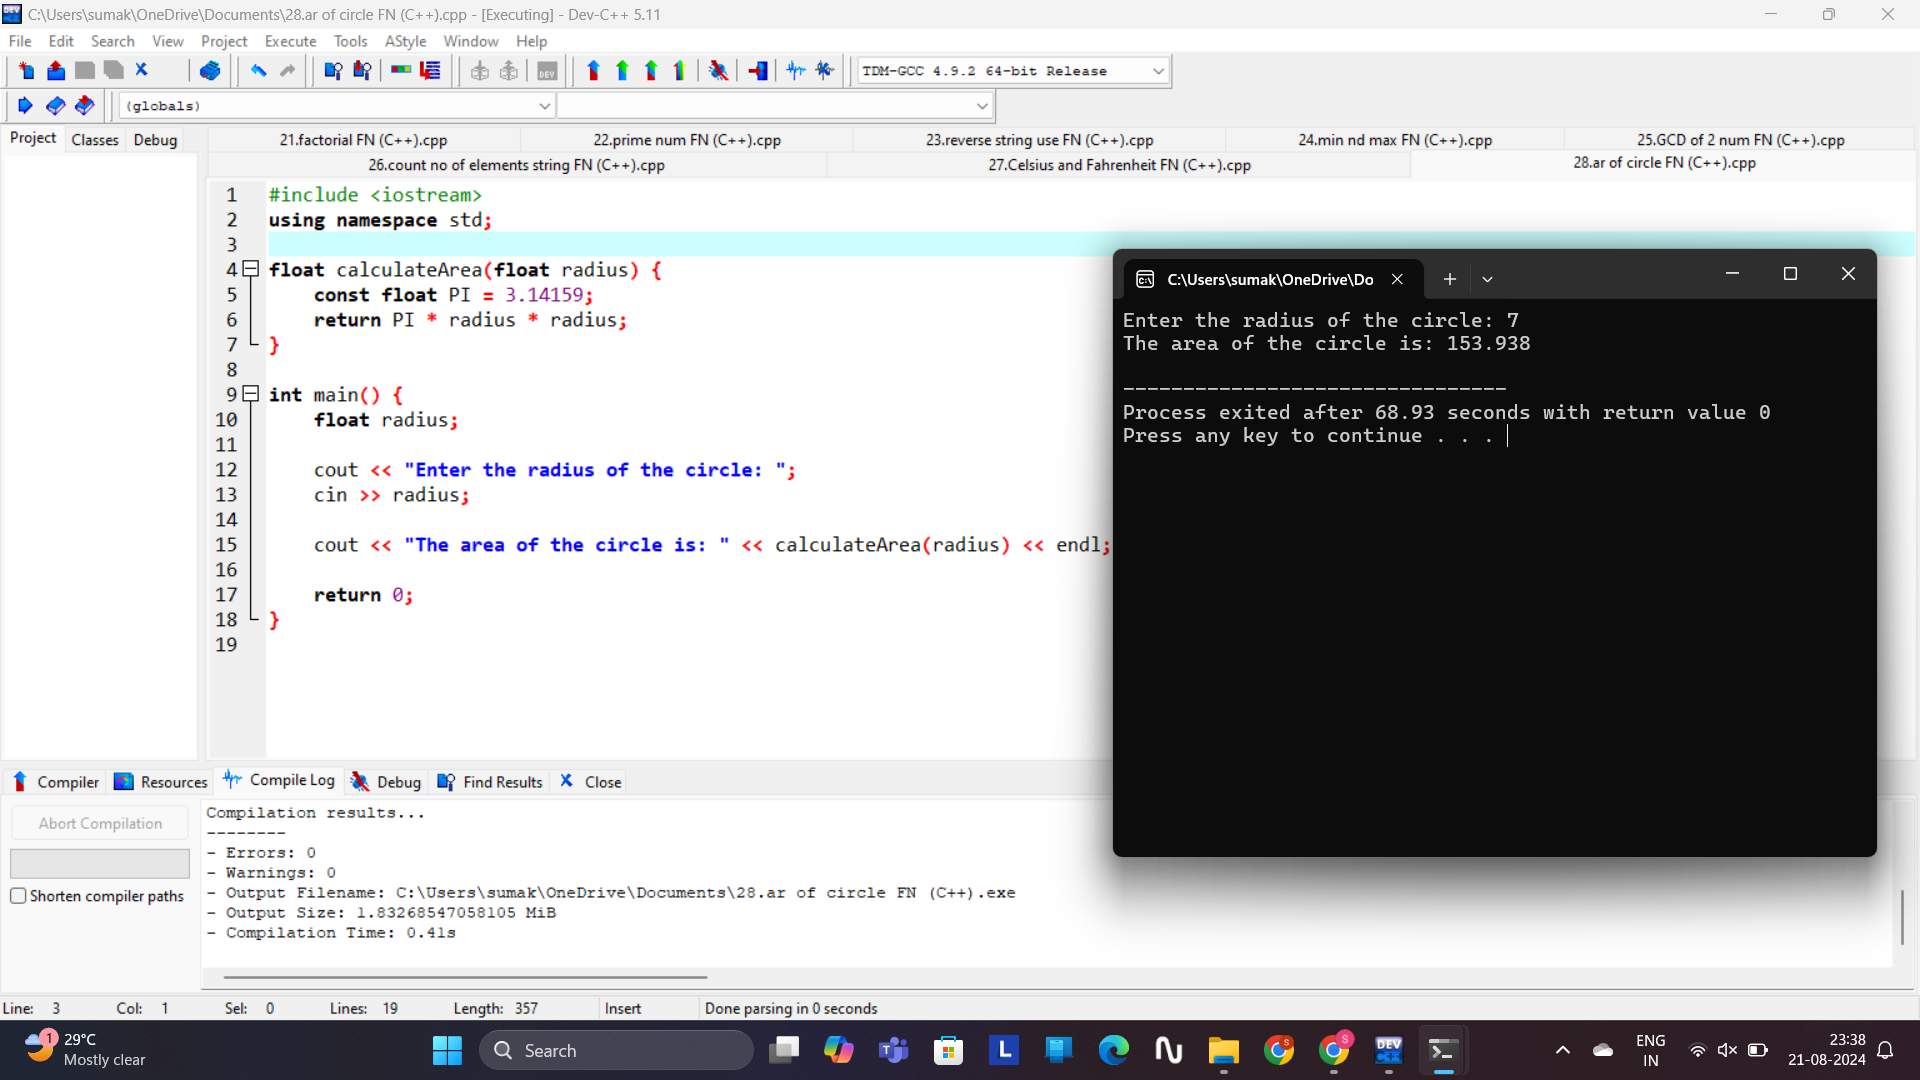 C:\Users\sumak\OneDrive\Documents\28.ar of circle FN (C++).cpp - [Executing] - Dev-C++ 5.11
File Edit Search View Project Execute Tools AStyle Window Help
TDM-GCC 4.9.2 64-bit Release
(globals)
Project Classes Debug
21.factorial FN (C++).cpp 22.prime num FN (C++).cpp 23.reverse string use FN (C++).cpp 24.min nd max FN (C++).cpp 25.GCD of 2 num FN (C++).cpp
26.count no of elements string FN (C++).cpp 27.Celsius and Fahrenheit FN (C++).cpp 28.ar of circle FN (C++).cpp
1 #include <iostream>
2 using namespace std;
3
4 float calculateArea(float radius) {
5 const float PI = 3.14159;
6 return PI * radius * radius;
7 }
8
9 int main() {
10 float radius;
11
12 cout << "Enter the radius of the circle: ";
13 cin >> radius;
14
15 cout << "The area of the circle is: " << calculateArea(radius) << endl;
16
17 return 0;
18 }
19
C:\Users\sumak\OneDrive\Do
Enter the radius of the circle: 7
The area of the circle is: 153.938
--------------------------------
Process exited after 68.93 seconds with return value 0
Press any key to continue . . .
Compiler Resources Compile Log Debug Find Results Close
Abort Compilation
Shorten compiler paths
Compilation results...
--------
- Errors: 0
- Warnings: 0
- Output Filename: C:\Users\sumak\OneDrive\Documents\28.ar of circle FN (C++).exe
- Output Size: 1.83268547058105 MiB
- Compilation Time: 0.41s
Line: 3 Col: 1 Sel: 0 Lines: 19 Length: 357 Insert Done parsing in 0 seconds
1
29°C
Mostly clear
Search
L
DEV
C++
S
S
ENG
IN
23:38
21-08-2024